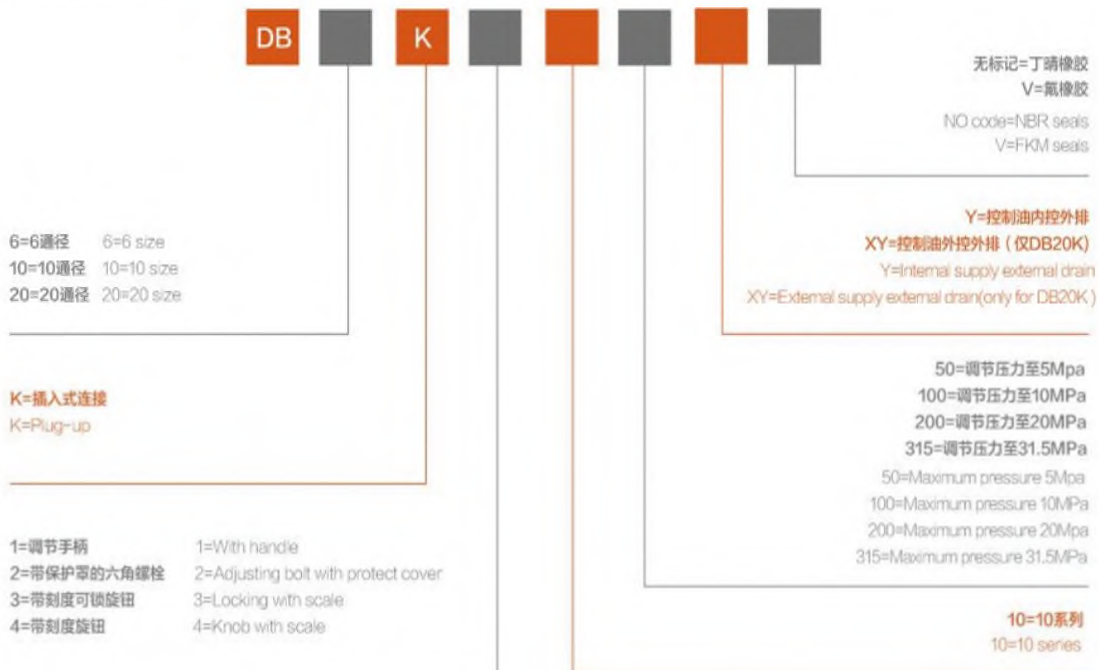 DB K
无标记=丁晴橡胶
V=氟橡胶
NO code=NBR seals
V=FKM seals
Y=控制油内控外排
XY=控制油外控外排（仅DB20K)
Y=Internal supply external drain
XY=External supply external drain(only for DB20K )
6=6通径 6=6 size
10=10通径 10=10 size
20=20通径 20=20 size
50=调节压力至5Mpa
100=调节压力至10MPa
200=调节压力至20MPa
315=调节压力至31.5MPa
50=Maximum pressure 5Mpa
100=Maximum pressure 10MPa
200=Maximum pressure 20Mpa
315=Maximum pressure 31.5MPa
K=插入式连接
K=Plug-up
1=调节手柄 1=With handle
2=带保护罩的六角螺栓 2=Adjusting bolt with protect cover
3=带刻度可锁旋钮 3=Locking with scale
4=带刻度旋钮 4=Knob with scale
10=10系列
10=10 series